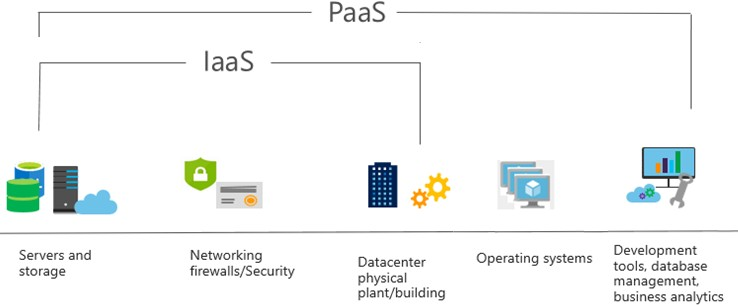 PaaS
IaaS
Servers and
storage
Networking
firewalls/Security
Datacenter
physical
plant/building
Operating systems
Development
tools, database
management,
business analytics